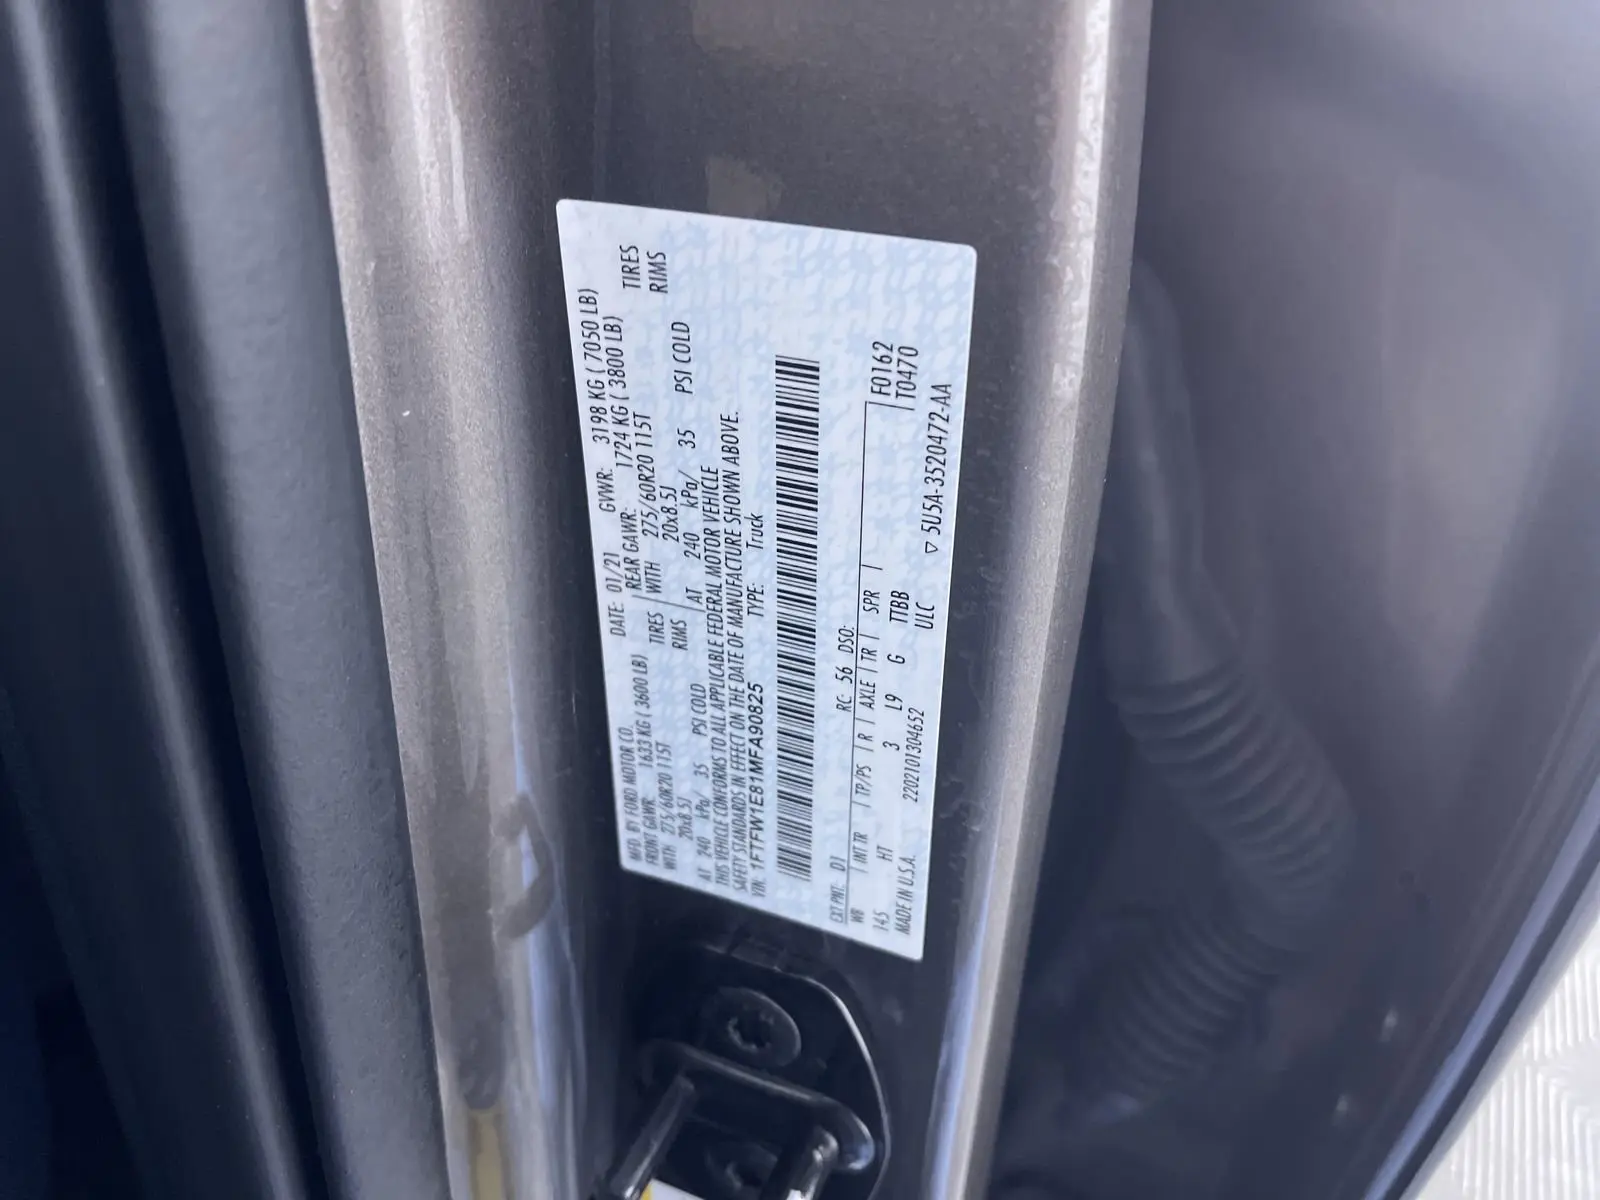 MFD. BY FORD MOTOR CO.
DATE: 01/21 GVWR: 3198 KG ( 7050 LB)
FRONT GAWR: 1633 KG ( 3600 LB) REAR GAWR: 1724 KG ( 3800 LB)
WITH 275/60R20 115T TIRES WITH 275/60R20 115T TIRES
20x8.5J RIMS 20x8.5J RIMS
AT 240 kPa/ 35 PSI COLD AT 240 kPa/ 35 PSI COLD
THIS VEHICLE CONFORMS TO ALL APPLICABLE FEDERAL MOTOR VEHICLE
SAFETY STANDARDS IN EFFECT ON THE DATE OF MANUFACTURE SHOWN ABOVE.
VIN: 1FTFW1E81MFA90825 TYPE: Truck
EXT PNT: D1 RC: 56 DSO: F0162
WB | INT TR | TP/PS | R | AXLE | TR | SPR | T0470
145 HT 3 L9 G TTBB
MADE IN U.S.A. 2202101304652 ULC
▽ 5U5A-3520472-AA